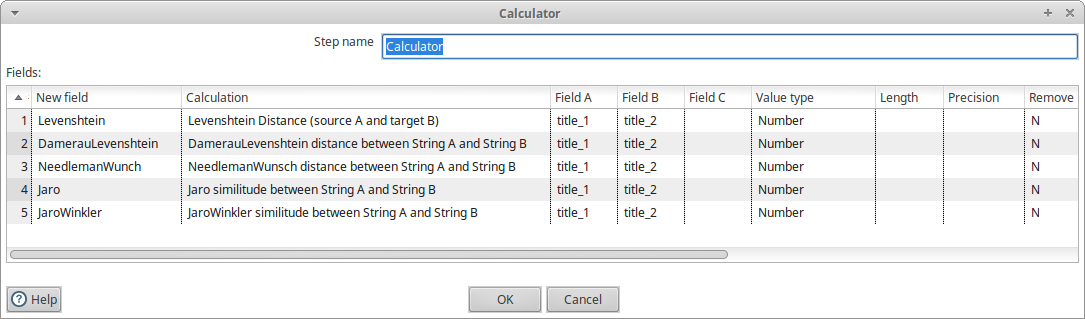 Calculator
Step name Calculator
Fields:
New field Calculation Field A Field B Field C Value type Length Precision Remove
1 Levenshtein Levenshtein Distance (source A and target B) title_1 title_2 Number N
2 DamerauLevenshtein DamerauLevenshtein distance between String A and String B title_1 title_2 Number N
3 NeedlemanWunch NeedlemanWunsch distance between String A and String B title_1 title_2 Number N
4 Jaro Jaro similitude between String A and String B title_1 title_2 Number N
5 JaroWinkler JaroWinkler similitude between String A and String B title_1 title_2 Number N
Help OK Cancel